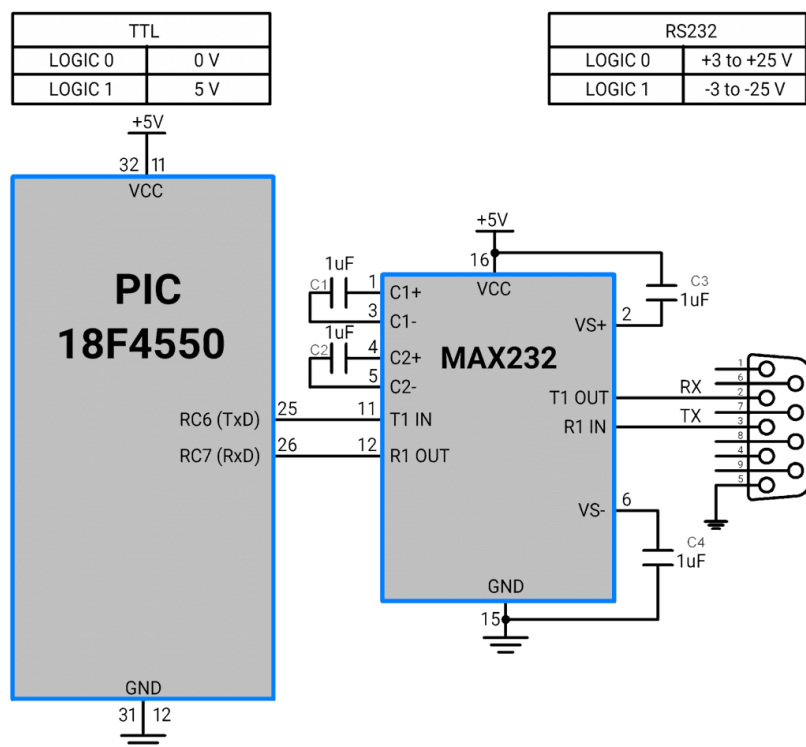 TTL
LOGIC 0 0 V
LOGIC 1 5 V
RS232
LOGIC 0 +3 to +25 V
LOGIC 1 -3 to -25 V
+5V
32 11
VCC
PIC
18F4550
RC6 (TxD) 25
RC7 (RxD) 26
GND
31 12
+5V
16
VCC
1uF
C1 1 C1+
3 C1-
1uF
C2 4 C2+
5 C2-
MAX232
11 T1 IN
12 R1 OUT
C3
1uF
VS+ 2
T1 OUT RX
R1 IN TX
VS- 6
C4
1uF
GND
15
1
6
2
7
3
8
4
9
5